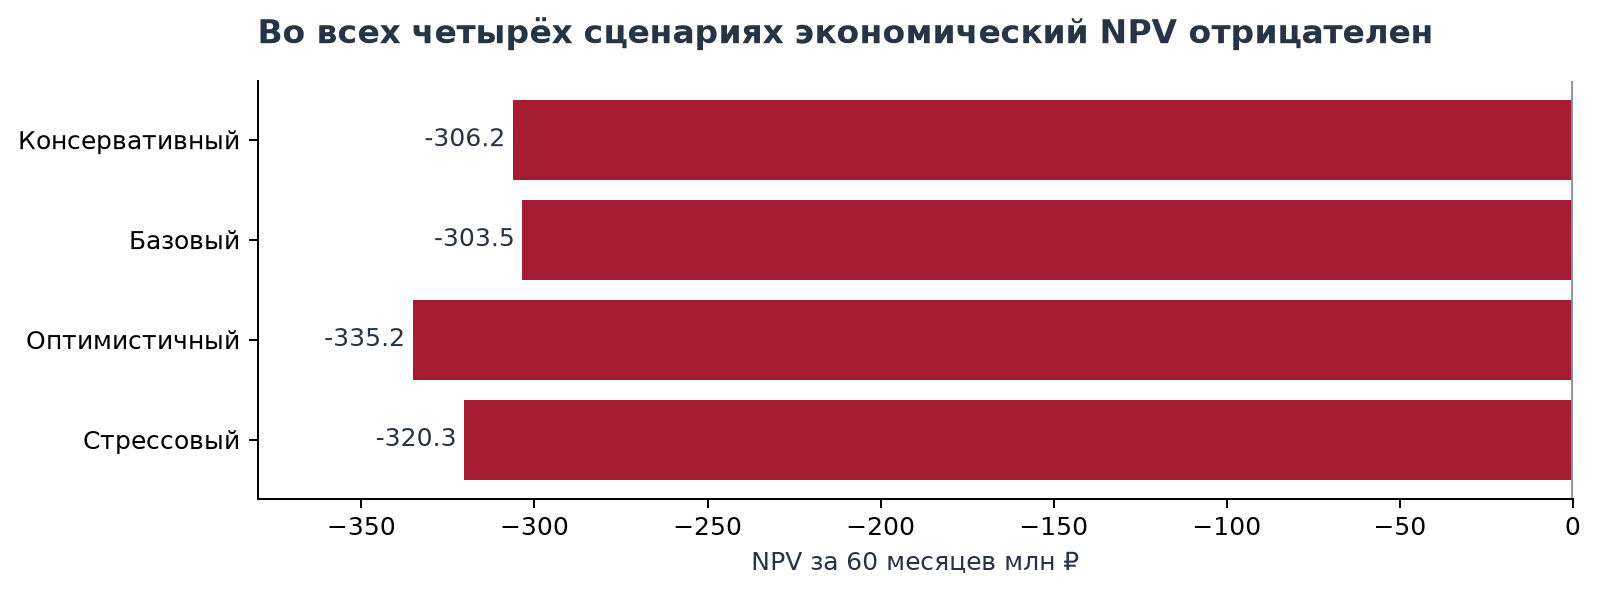 Во всех четырёх сценариях экономический NPV отрицателен
Консервативный
-306.2
Базовый
-303.5
Оптимистичный
-335.2
Стрессовый
-320.3
−350 −300 −250 −200 −150 −100 −50 0
NPV за 60 месяцев млн ₽